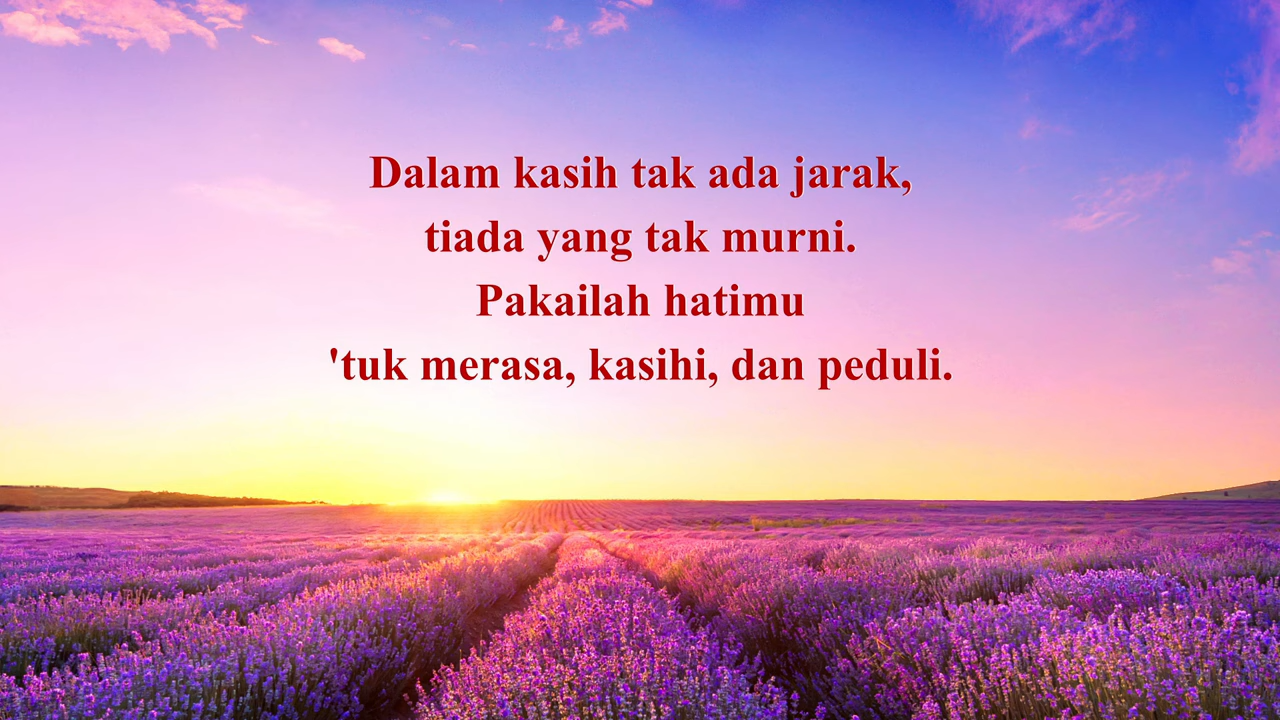 Dalam kasih tak ada jarak,
tiada yang tak murni.
Pakailah hatimu
'tuk merasa, kasihi, dan peduli.